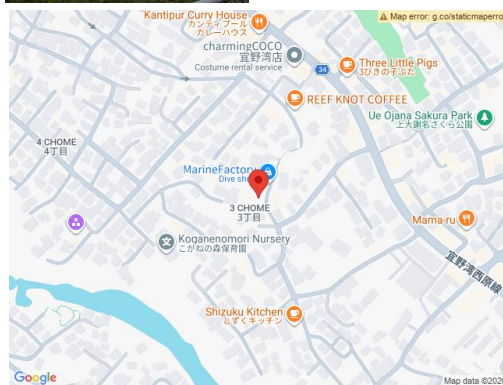 Map error: g.co/staticmaperr
Kantipur Curry House
カンティプール
カレーハウス
charmingCOCO
宜野湾店
Costume rental service
34
Three Little Pigs
3びきの子ぶた
REEF KNOT COFFEE
Ue Ojana Sakura Park
上大謝名さくら公園
4 CHOME
4丁目
MarineFactory
Dive sho
3 CHOME
3丁目
Mama-ru
Koganenomori Nursery
こがねの森保育園
宜野湾西原線
Shizuku Kitchen
しずくキッチン
Google
Map data ©202